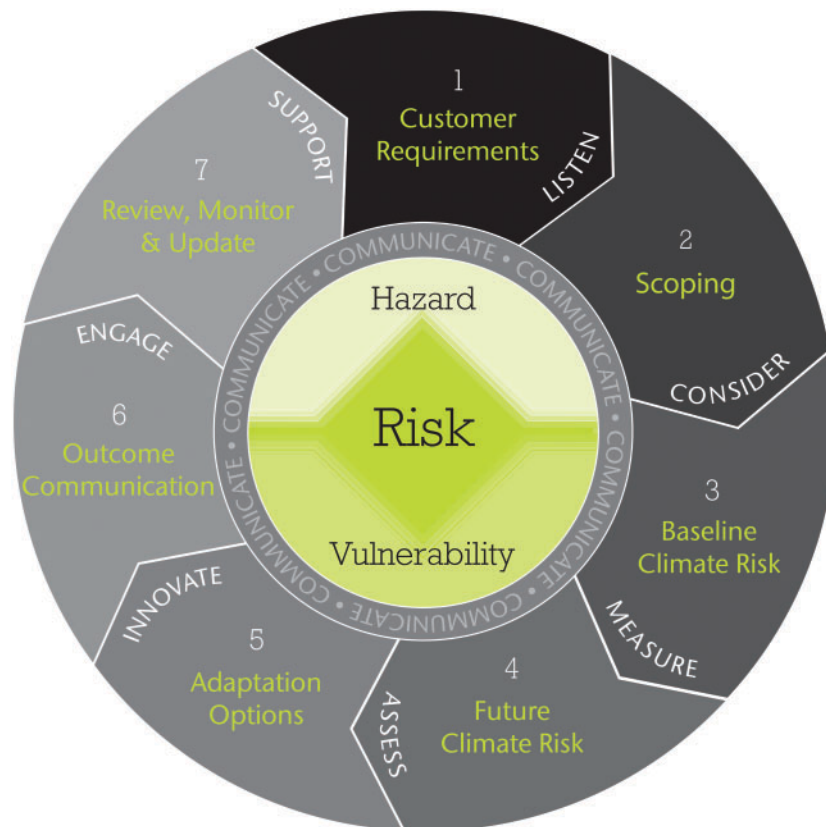 1
Customer
Requirements
LISTEN
2
Scoping
CONSIDER
3
Baseline
Climate Risk
MEASURE
4
Future
Climate Risk
ASSESS
5
Adaptation
Options
INNOVATE
6
Outcome
Communication
ENGAGE
7
Review, Monitor
& Update
SUPPORT
COMMUNICATE • COMMUNICATE • COMMUNICATE • COMMUNICATE • COMMUNICATE • COMMUNICATE • COMMUNICATE • COMMUNICATE •
Hazard
Risk
Vulnerability